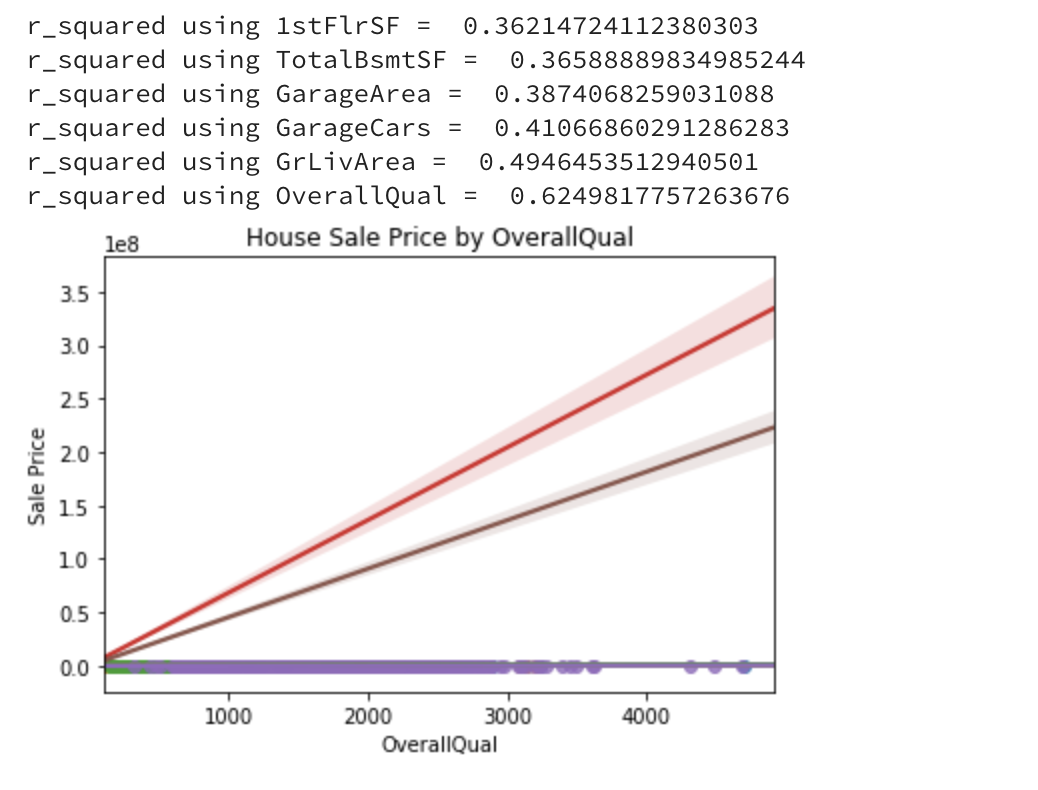 r_squared using 1stFlrSF =  0.36214724112380303
r_squared using TotalBsmtSF =  0.36588889834985244
r_squared using GarageArea =  0.3874068259031088
r_squared using GarageCars =  0.41066860291286283
r_squared using GrLivArea =  0.4946453512940501
r_squared using OverallQual =  0.6249817757263676
House Sale Price by OverallQual
1e8
3.5
3.0
2.5
2.0
1.5
1.0
0.5
0.0
Sale Price
1000 2000 3000 4000
OverallQual